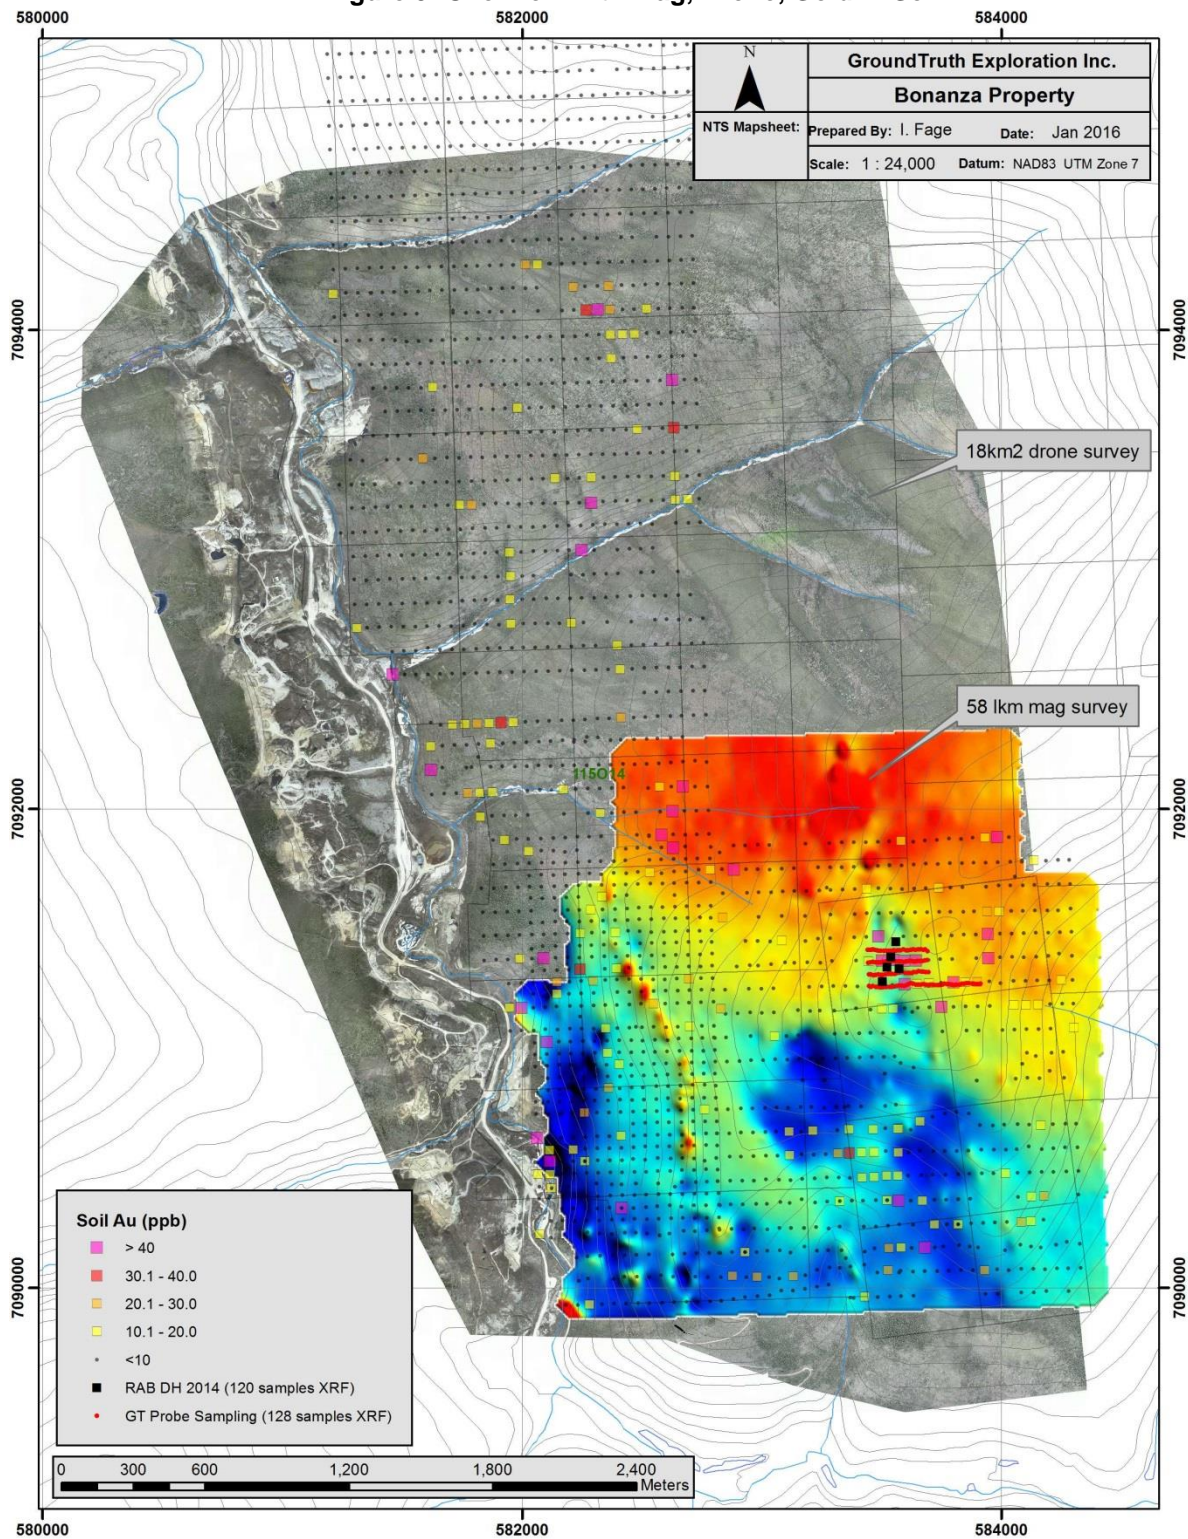 580000
582000
584000
N
NTS Mapsheet:
GroundTruth Exploration Inc.
Bonanza Property
Prepared By: I. Fage Date: Jan 2016
Scale: 1 : 24,000 Datum: NAD83 UTM Zone 7
7094000
7094000
18km2 drone survey
58 lkm mag survey
115O14
7092000
7092000
7090000
7090000
Soil Au (ppb)
> 40
30.1 - 40.0
20.1 - 30.0
10.1 - 20.0
<10
RAB DH 2014 (120 samples XRF)
GT Probe Sampling (128 samples XRF)
0 300 600 1,200 1,800 2,400
Meters
580000
582000
584000